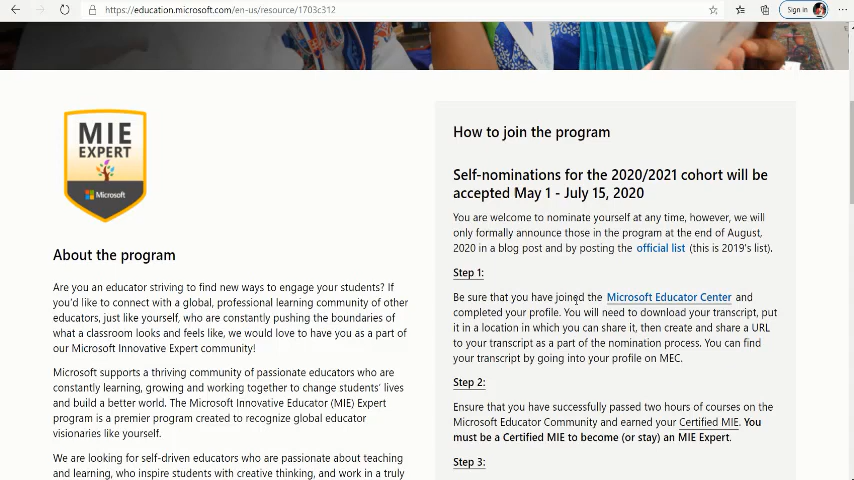 https://education.microsoft.com/en-us/resource/1703c312
Sign in
MIE
EXPERT
Microsoft
About the program
Are you an educator striving to find new ways to engage your students? If
you'd like to connect with a global, professional learning community of other
educators, just like yourself, who are constantly pushing the boundaries of
what a classroom looks and feels like, we would love to have you as a part of
our Microsoft Innovative Expert community!
Microsoft supports a thriving community of passionate educators who are
constantly learning, growing and working together to change students' lives
and build a better world. The Microsoft Innovative Educator (MIE) Expert
program is a premier program created to recognize global educator
visionaries like yourself.
We are looking for self-driven educators who are passionate about teaching
and learning, who inspire students with creative thinking, and work in a truly
How to join the program
Self-nominations for the 2020/2021 cohort will be
accepted May 1 - July 15, 2020
You are welcome to nominate yourself at any time, however, we will
only formally announce those in the program at the end of August,
2020 in a blog post and by posting the official list (this is 2019's list).
Step 1:
Be sure that you have joined the Microsoft Educator Center and
completed your profile. You will need to download your transcript, put
it in a location in which you can share it, then create and share a URL
to your transcript as a part of the nomination process. You can find
your transcript by going into your profile on MEC.
Step 2:
Ensure that you have successfully passed two hours of courses on the
Microsoft Educator Community and earned your Certified MIE. You
must be a Certified MIE to become (or stay) an MIE Expert.
Step 3: